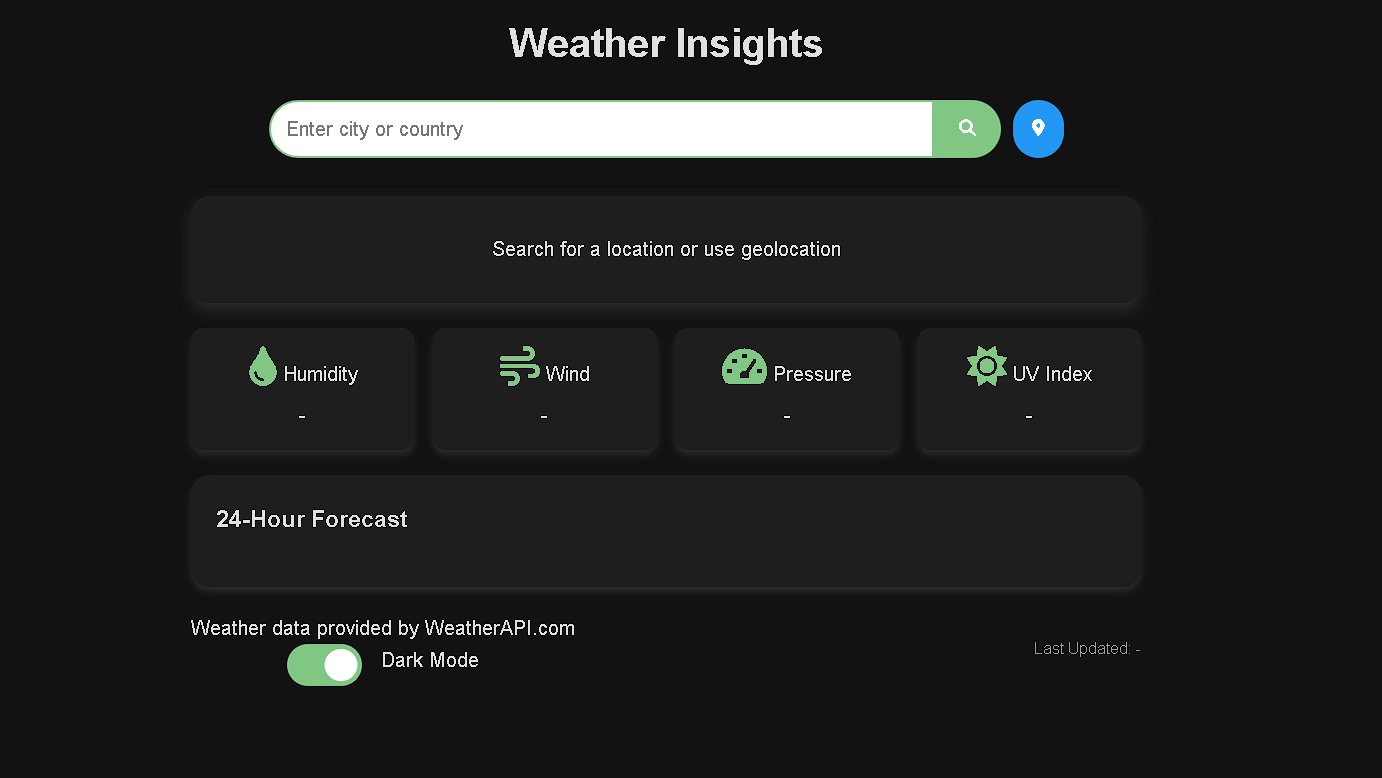 Weather Insights
Enter city or country
Search for a location or use geolocation
Humidity
-
Wind
-
Pressure
-
UV Index
-
24-Hour Forecast
Weather data provided by WeatherAPI.com
Dark Mode
Last Updated: -